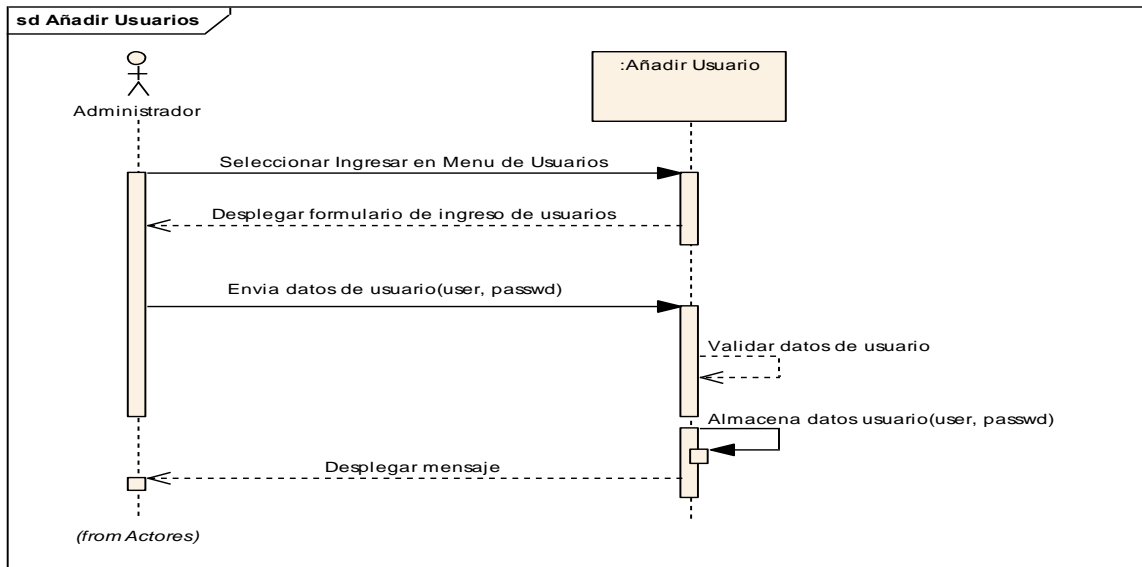 sd Añadir Usuarios
:Añadir Usuario
Administrador
Seleccionar Ingresar en Menu de Usuarios
Desplegar formulario de ingreso de usuarios
Envia datos de usuario(user, passwd)
Validar datos de usuario
Almacena datos usuario(user, passwd)
Desplegar mensaje
(from Actores)